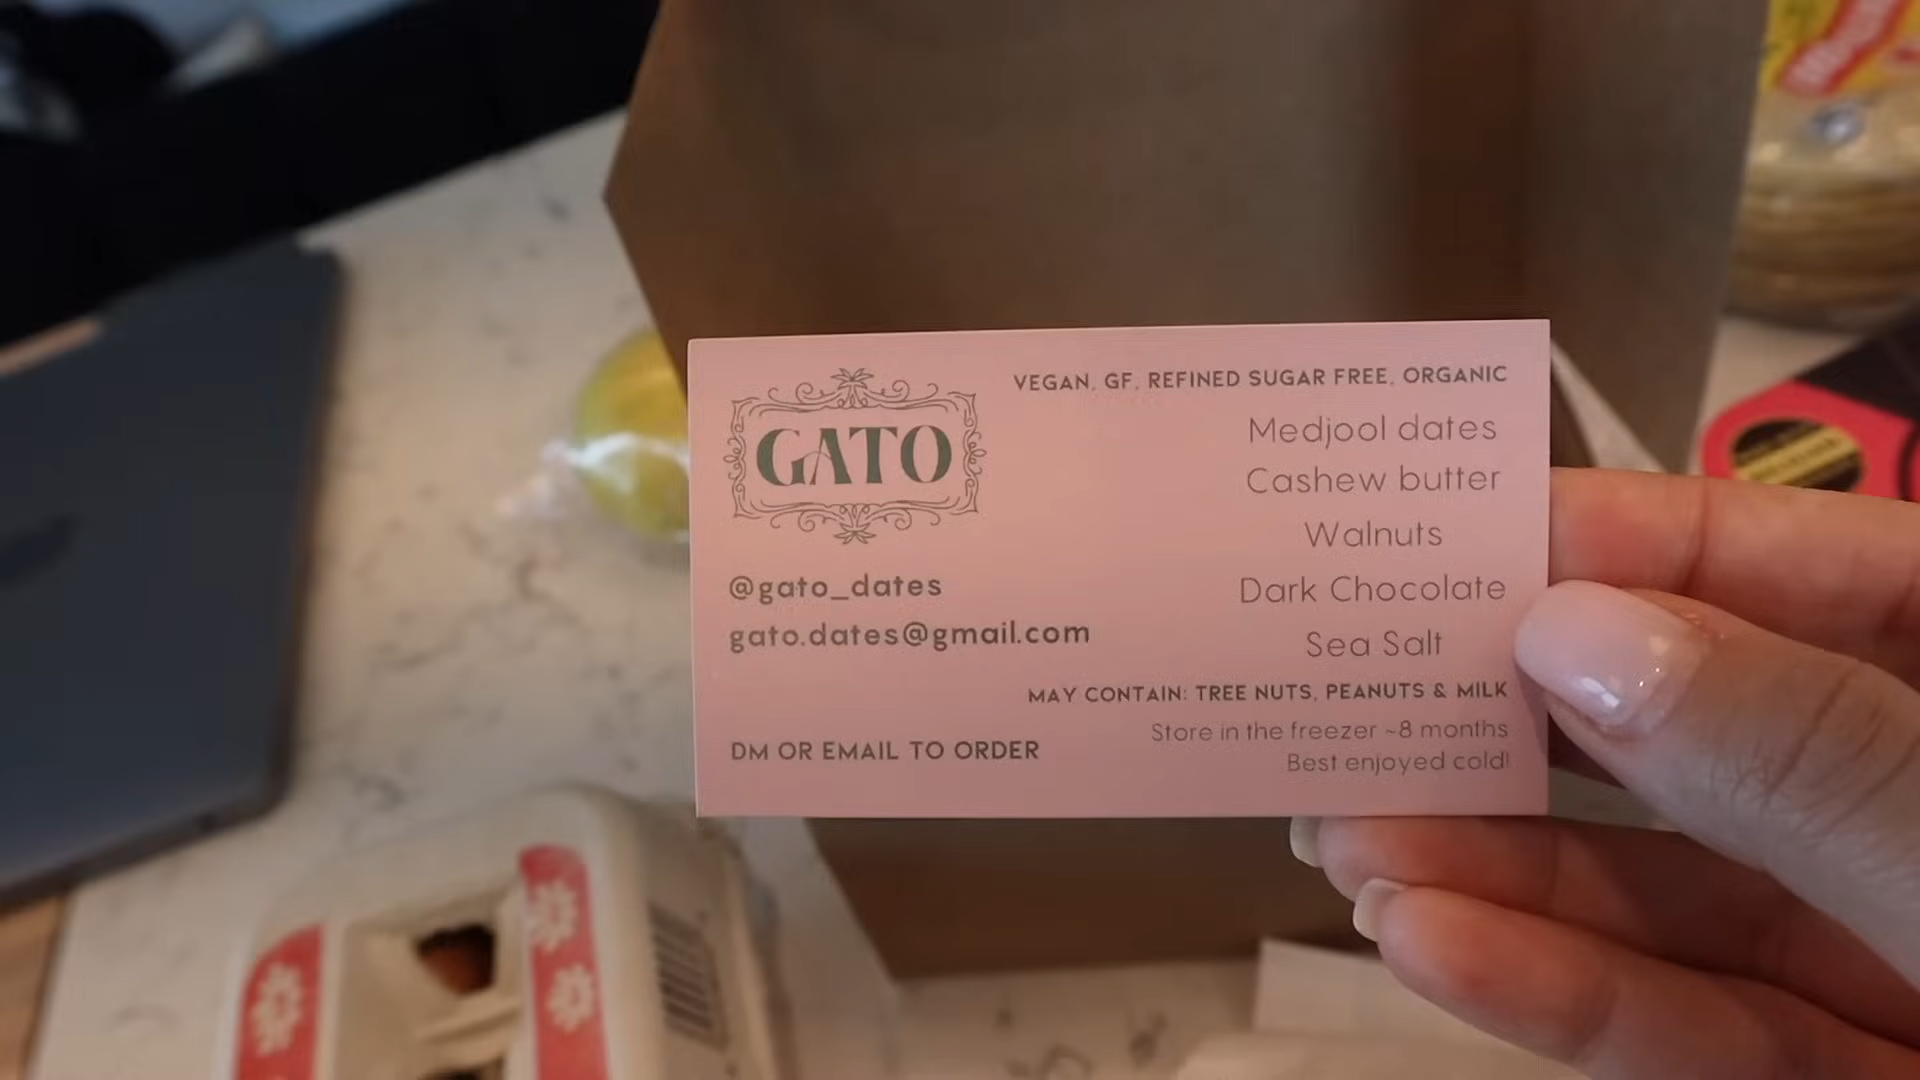 GATO
@gato_dates
gato.dates@gmail.com
DM OR EMAIL TO ORDER
VEGAN, GF, REFINED SUGAR FREE, ORGANIC
Medjool dates
Cashew butter
Walnuts
Dark Chocolate
Sea Salt
MAY CONTAIN: TREE NUTS, PEANUTS & MILK
Store in the freezer ~8 months
Best enjoyed cold!